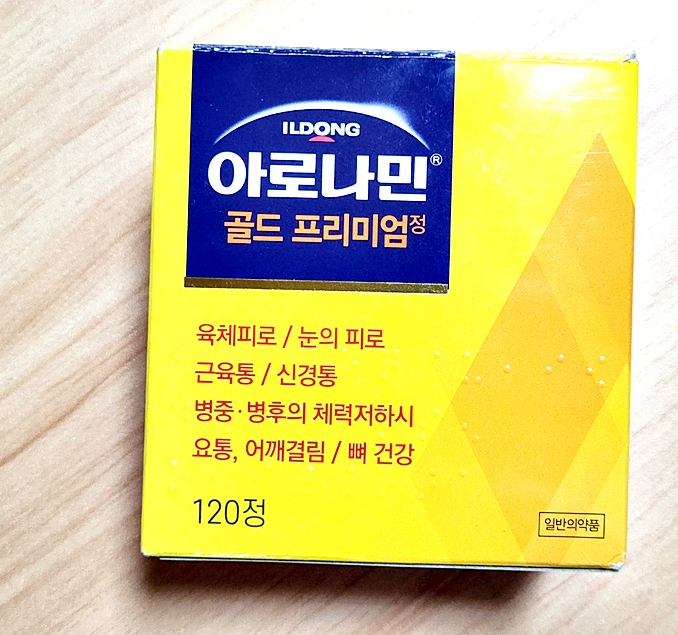 ILDONG
아로나민®
골드 프리미엄정
육체피로 / 눈의 피로
근육통 / 신경통
병중·병후의 체력저하시
요통, 어깨결림 / 뼈 건강
120정
일반의약품